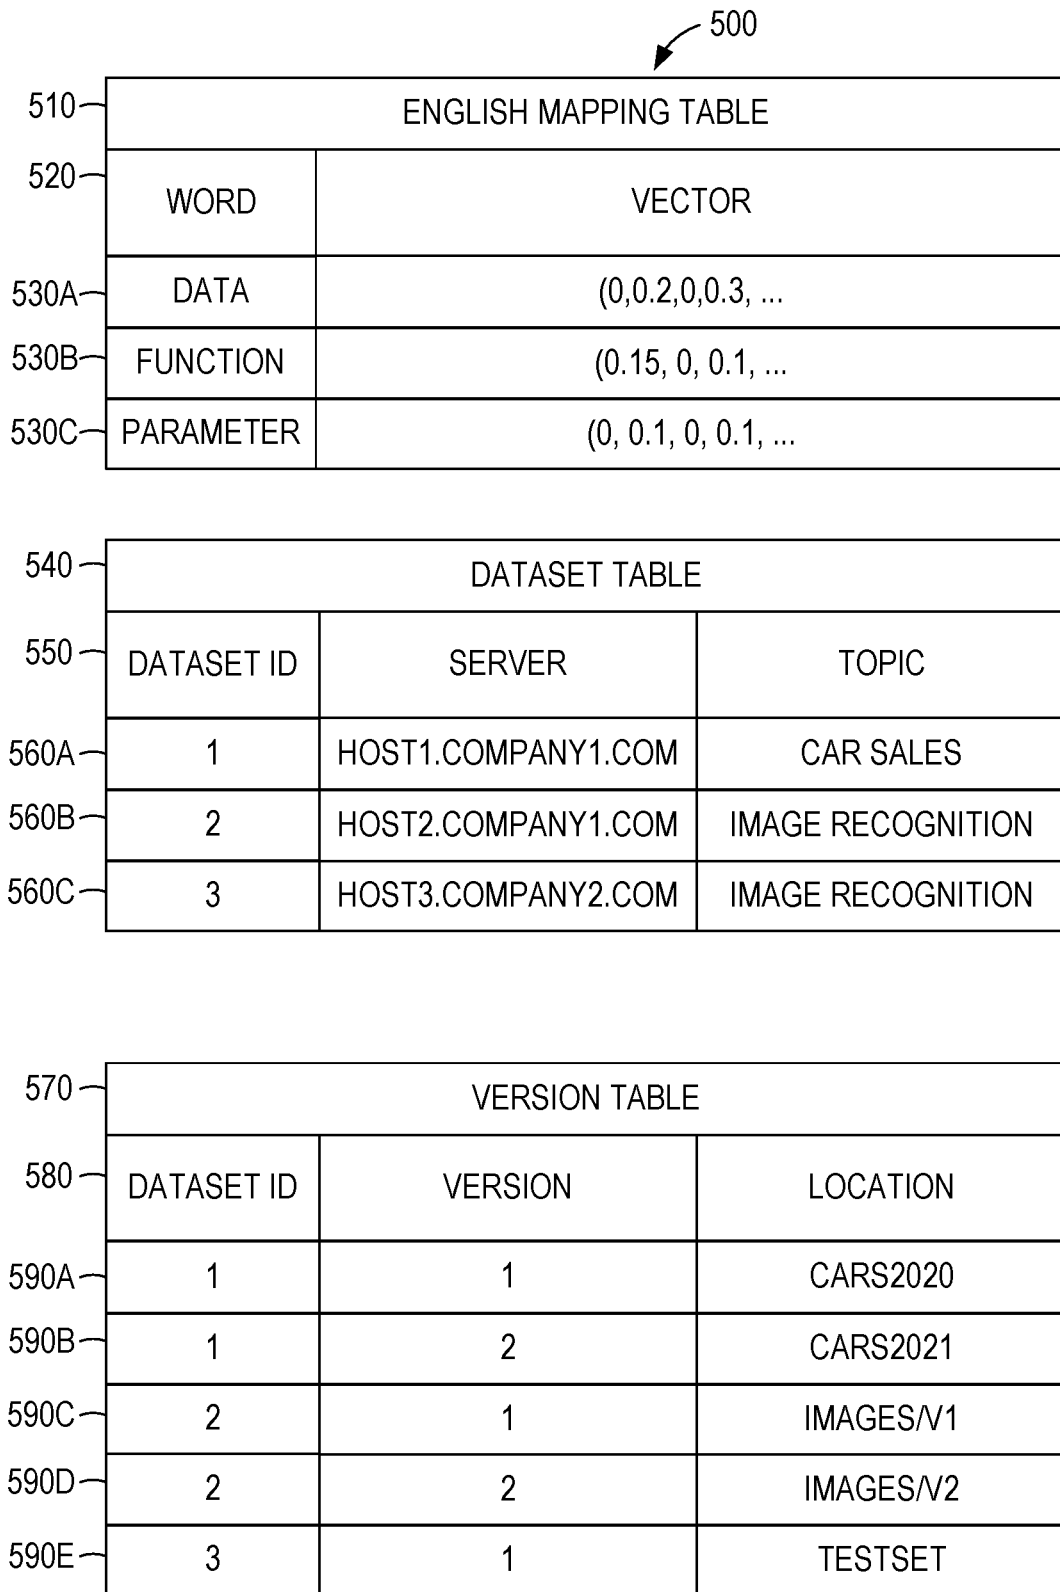 500
510 ENGLISH MAPPING TABLE
520 WORD VECTOR
530A DATA (0,0.2,0,0.3, ...
530B FUNCTION (0.15, 0, 0.1, ...
530C PARAMETER (0, 0.1, 0, 0.1, ...
540 DATASET TABLE
550 DATASET ID SERVER TOPIC
560A 1 HOST1.COMPANY1.COM CAR SALES
560B 2 HOST2.COMPANY1.COM IMAGE RECOGNITION
560C 3 HOST3.COMPANY2.COM IMAGE RECOGNITION
570 VERSION TABLE
580 DATASET ID VERSION LOCATION
590A 1 1 CARS2020
590B 1 2 CARS2021
590C 2 1 IMAGES/V1
590D 2 2 IMAGES/V2
590E 3 1 TESTSET